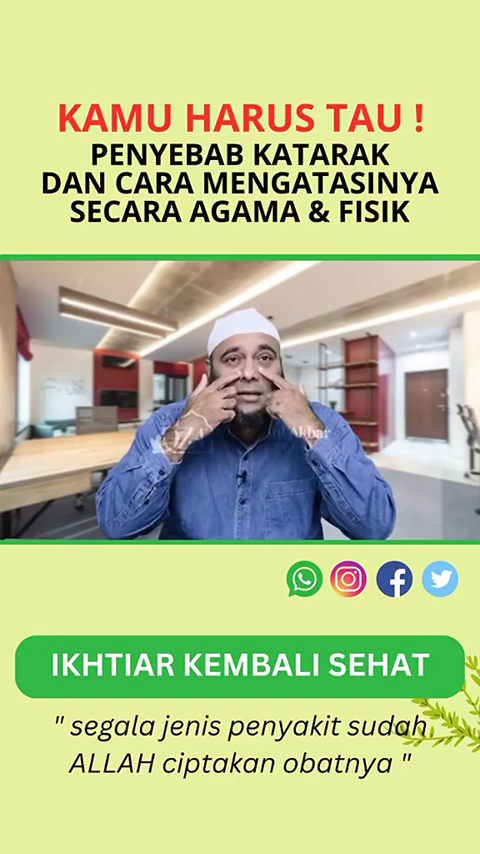 KAMU HARUS TAU !
PENYEBAB KATARAK
DAN CARA MENGATASINYA
SECARA AGAMA & FISIK
Akbar
IKHTIAR KEMBALI SEHAT
" segala jenis penyakit sudah
ALLAH ciptakan obatnya "